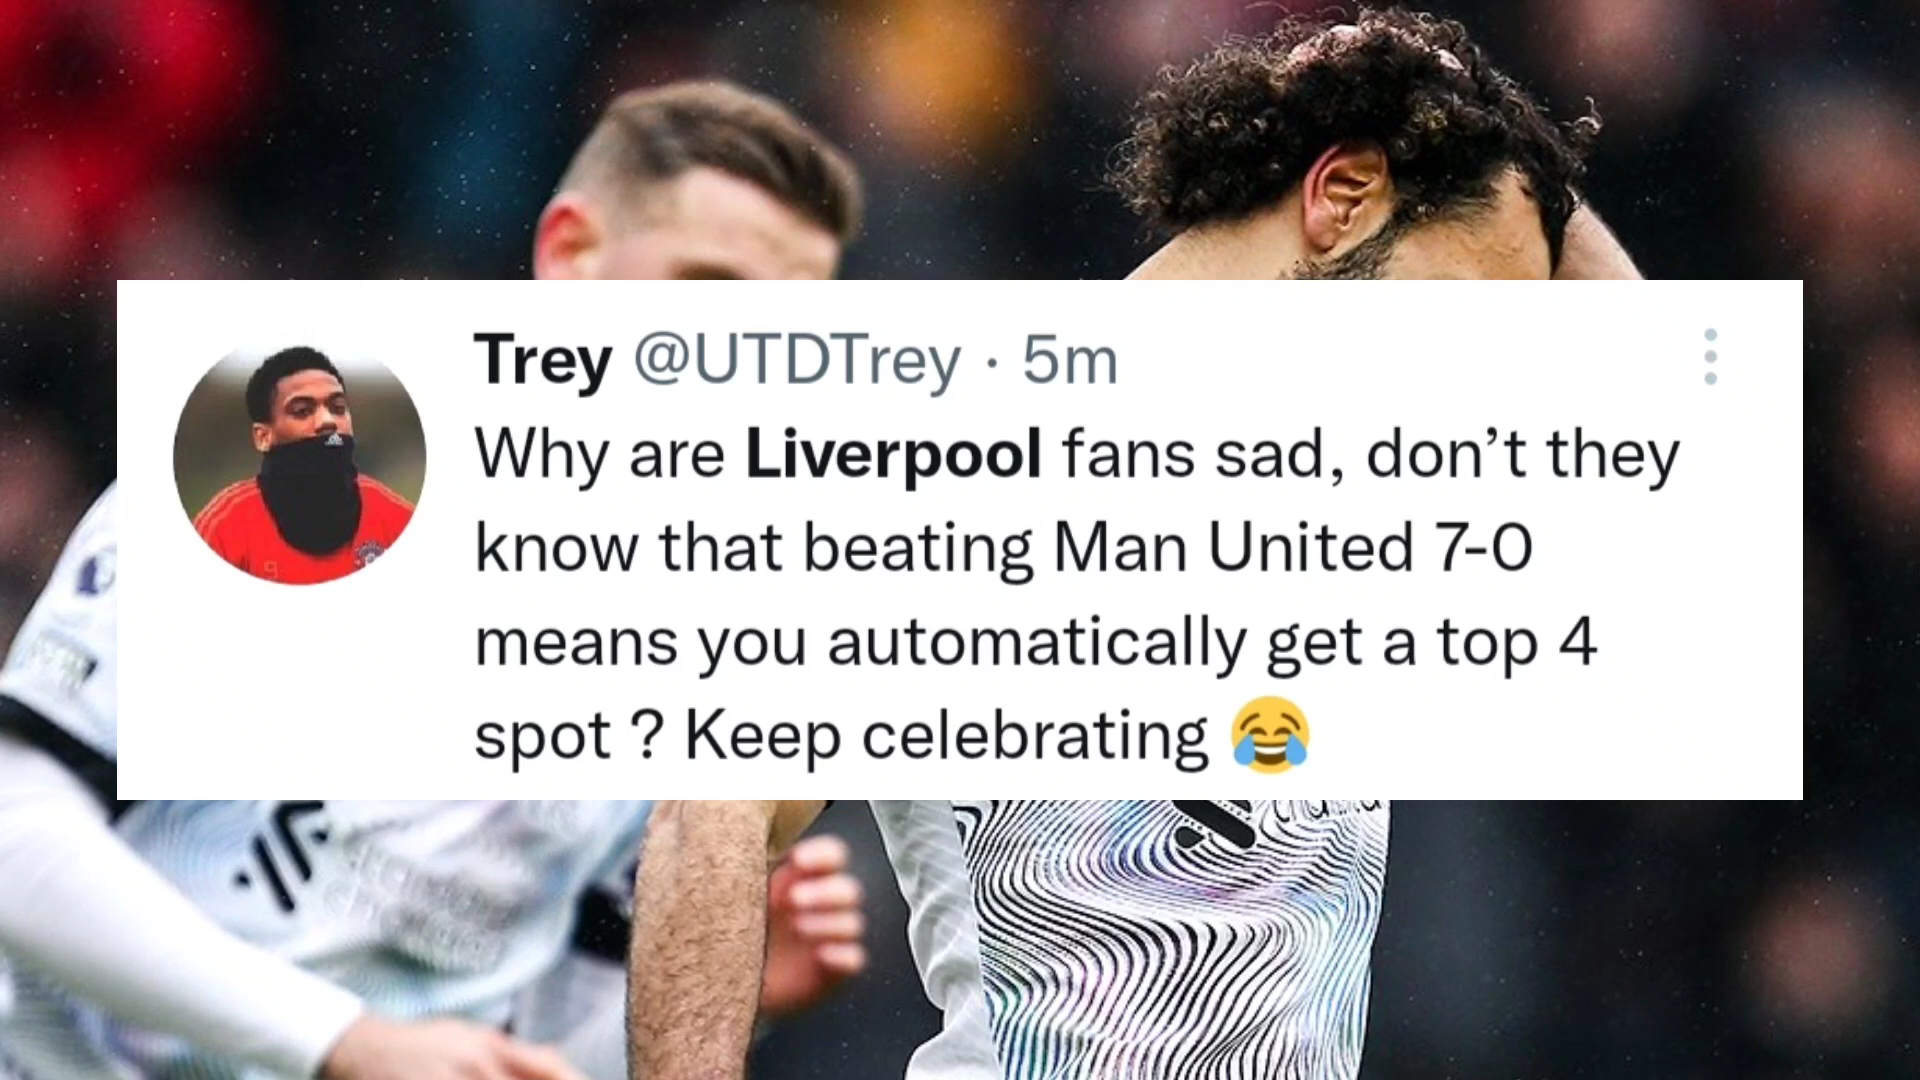 Trey @UTDTrey · 5m
Why are Liverpool fans sad, don’t they
know that beating Man United 7-0
means you automatically get a top 4
spot ? Keep celebrating 😂